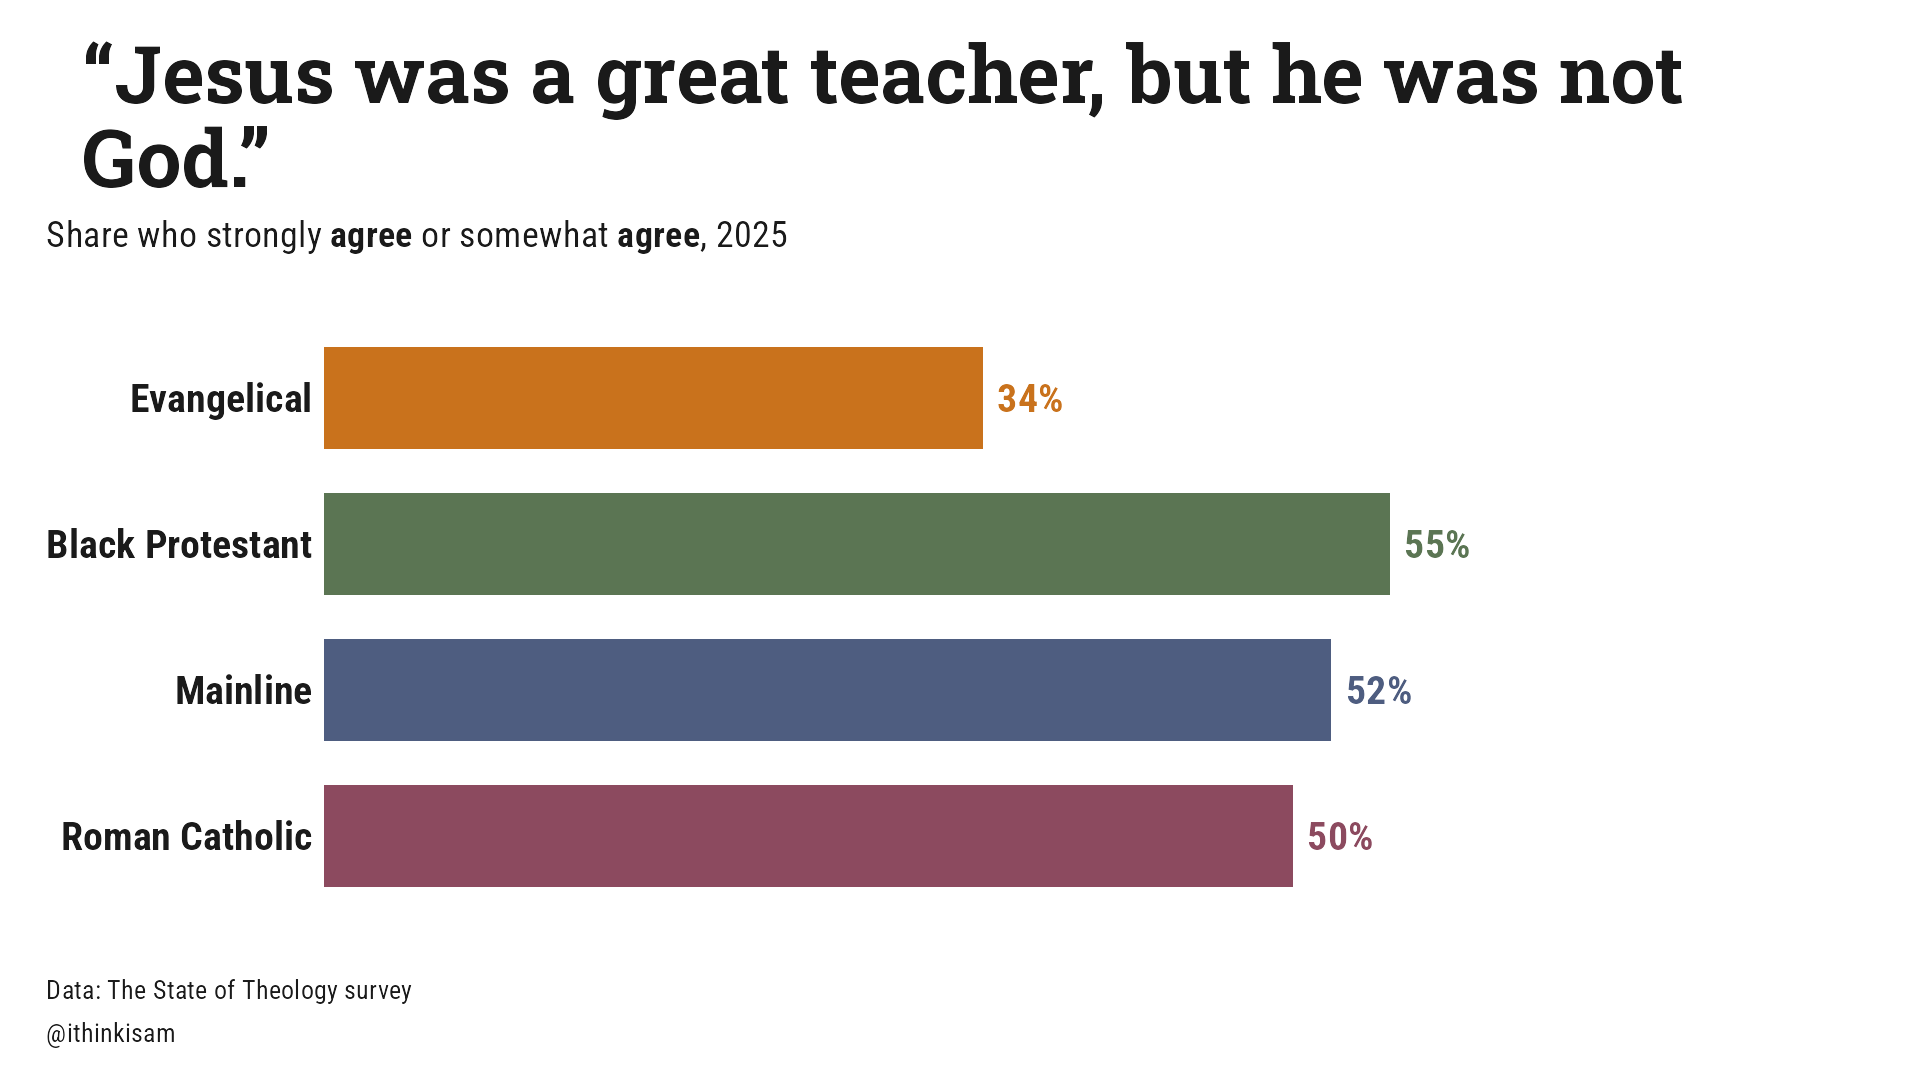 “Jesus was a great teacher, but he was not
God.”
Share who strongly agree or somewhat agree, 2025
Evangelical 34%
Black Protestant 55%
Mainline 52%
Roman Catholic 50%
Data: The State of Theology survey
@ithinkisam